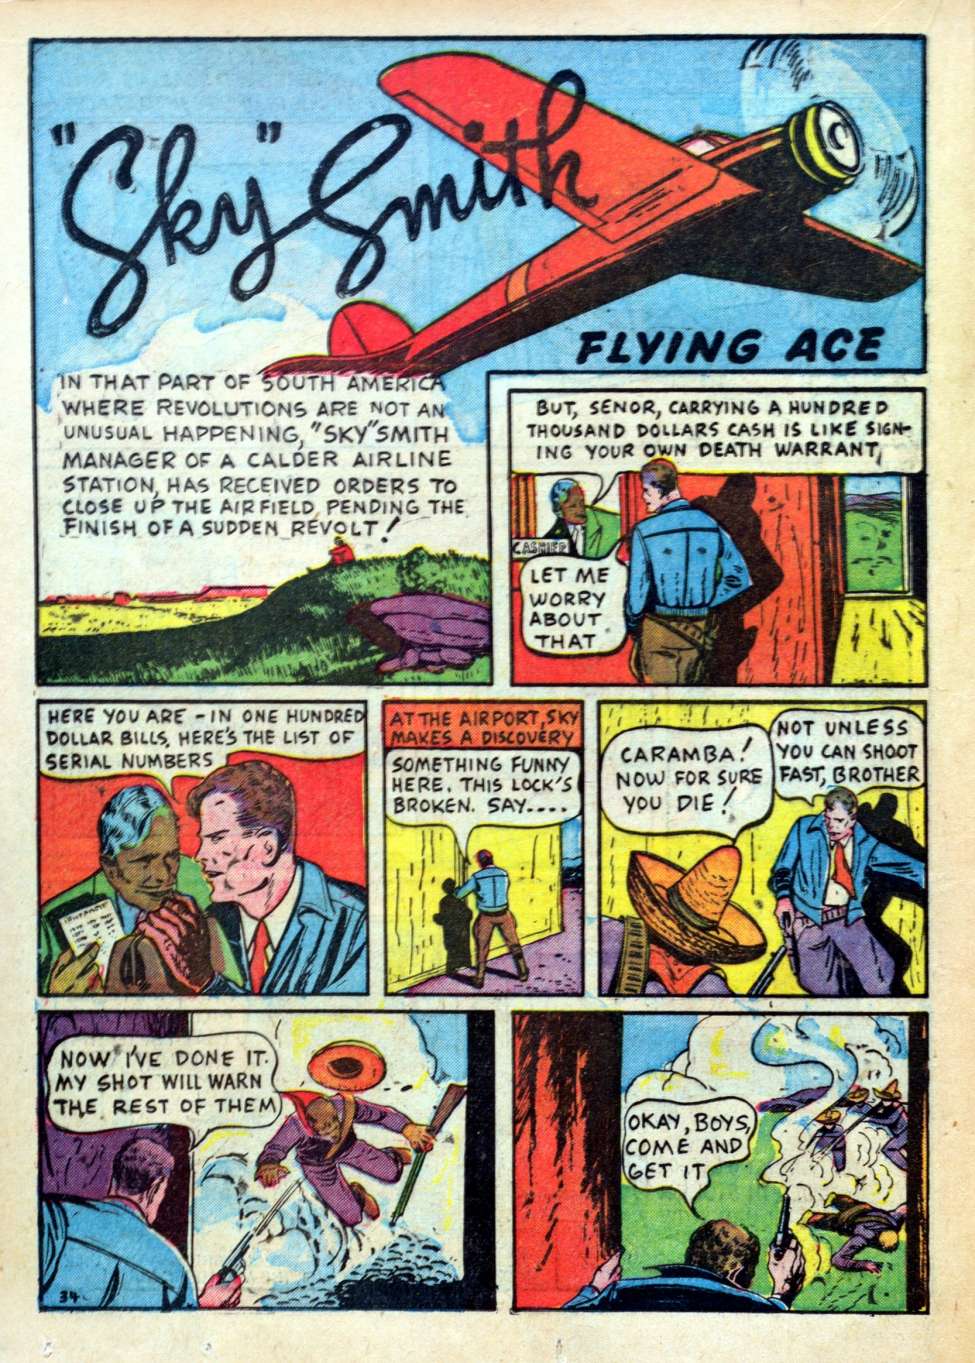 "Sky" Smith
FLYING ACE
IN THAT PART OF SOUTH AMERICA
WHERE REVOLUTIONS ARE NOT AN
UNUSUAL HAPPENING, "SKY" SMITH
MANAGER OF A CALDER AIRLINE
STATION, HAS RECEIVED ORDERS TO
CLOSE UP THE AIRFIELD PENDING THE
FINISH OF A SUDDEN REVOLT!
BUT, SENOR, CARRYING A HUNDRED
THOUSAND DOLLARS CASH IS LIKE SIGN-
ING YOUR OWN DEATH WARRANT,
CASHIER
LET ME
WORRY
ABOUT
THAT
HERE YOU ARE - IN ONE HUNDRED
DOLLAR BILLS, HERE'S THE LIST OF
SERIAL NUMBERS
AT THE AIRPORT, SKY
MAKES A DISCOVERY
SOMETHING FUNNY
HERE. THIS LOCK'S
BROKEN. SAY....
CARAMBA!
NOW FOR SURE
YOU DIE!
NOT UNLESS
YOU CAN SHOOT
FAST, BROTHER
NOW I'VE DONE IT.
MY SHOT WILL WARN
THE REST OF THEM
34
OKAY, BOYS,
COME AND
GET IT